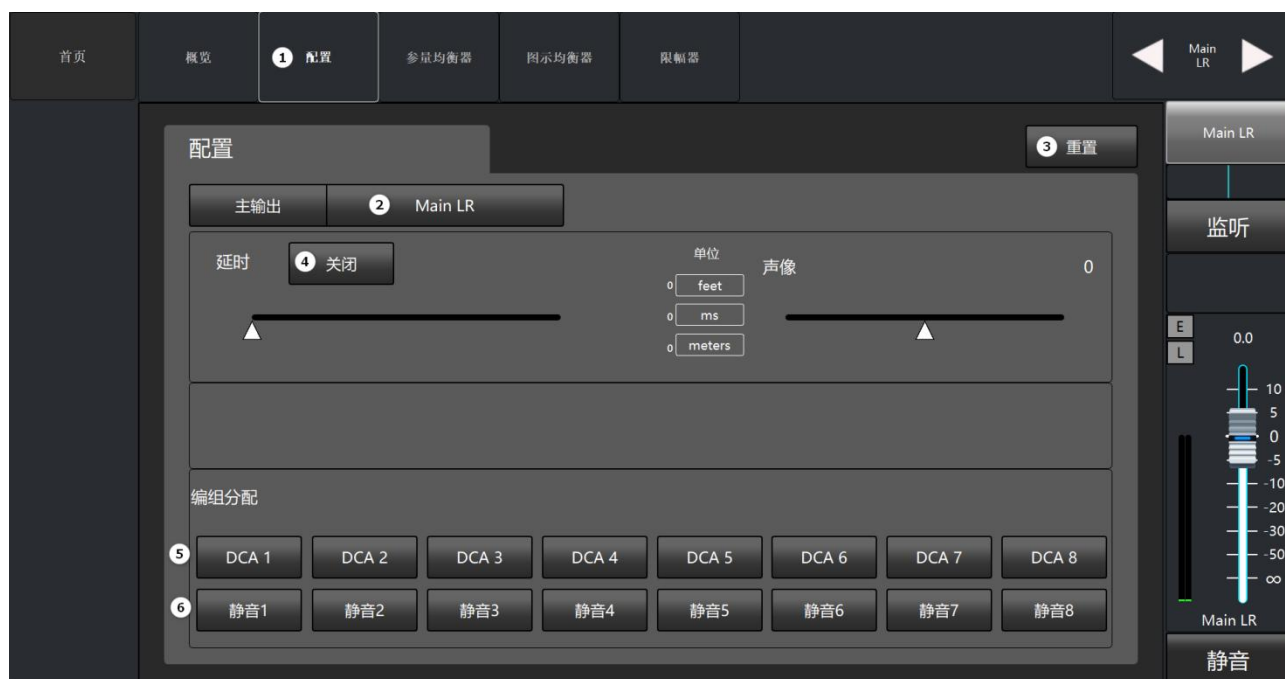 首页
概览
1 配置
参量均衡器
图示均衡器
限幅器
Main
LR
配置
3 重置
主输出
2 Main LR
延时
4 关闭
单位
0 feet
0 ms
0 meters
声像
0
编组分配
5 DCA 1 DCA 2 DCA 3 DCA 4 DCA 5 DCA 6 DCA 7 DCA 8
6 静音1 静音2 静音3 静音4 静音5 静音6 静音7 静音8
Main LR
监听
E
L
0.0
10
5
0
-5
-10
-20
-30
-50
∞
Main LR
静音